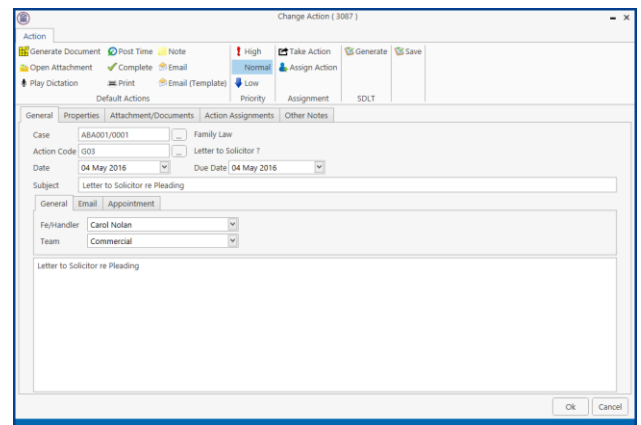 Change Action ( 3087 )
Action
Generate Document Post Time Note High Take Action Generate Save
Open Attachment Complete Email Normal Assign Action
Play Dictation Print Email (Template) Low
Default Actions Priority Assignment SDLT
General Properties Attachment/Documents Action Assignments Other Notes
Case ABA001/0001 ... Family Law
Action Code G03 ... Letter to Solicitor ?
Date 04 May 2016 Due Date 04 May 2016
Subject Letter to Solicitor re Pleading
General Email Appointment
Fe/Handler Carol Nolan
Team Commercial
Letter to Solicitor re Pleading
Ok Cancel